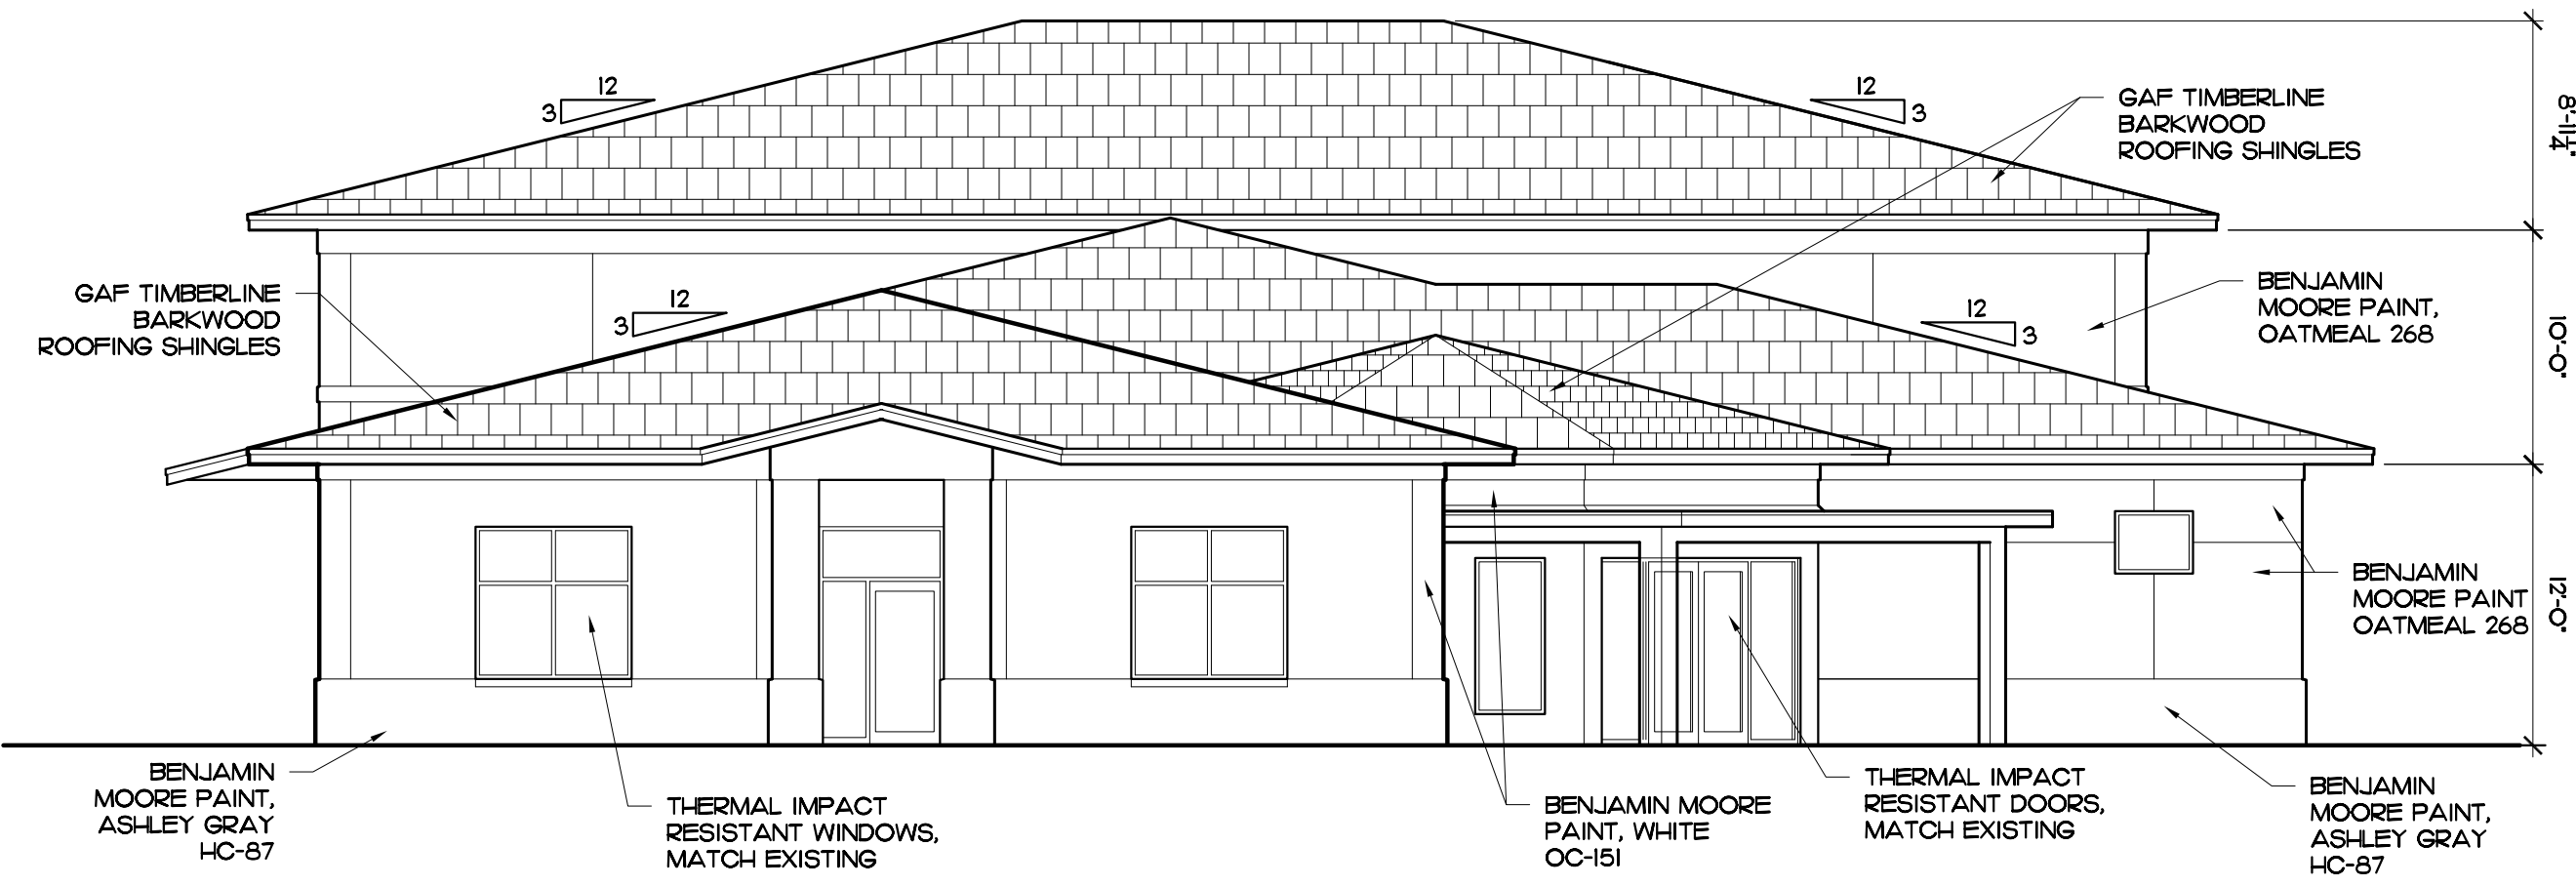 12
3
12
3
GAF TIMBERLINE
BARKWOOD
ROOFING SHINGLES
8'-11 1/4"
GAF TIMBERLINE
BARKWOOD
ROOFING SHINGLES
12
3
12
3
BENJAMIN
MOORE PAINT,
OATMEAL 268
10'-0"
BENJAMIN
MOORE PAINT
OATMEAL 268
12'-0"
BENJAMIN
MOORE PAINT,
ASHLEY GRAY
HC-87
THERMAL IMPACT
RESISTANT WINDOWS,
MATCH EXISTING
BENJAMIN MOORE
PAINT, WHITE
OC-151
THERMAL IMPACT
RESISTANT DOORS,
MATCH EXISTING
BENJAMIN
MOORE PAINT,
ASHLEY GRAY
HC-87